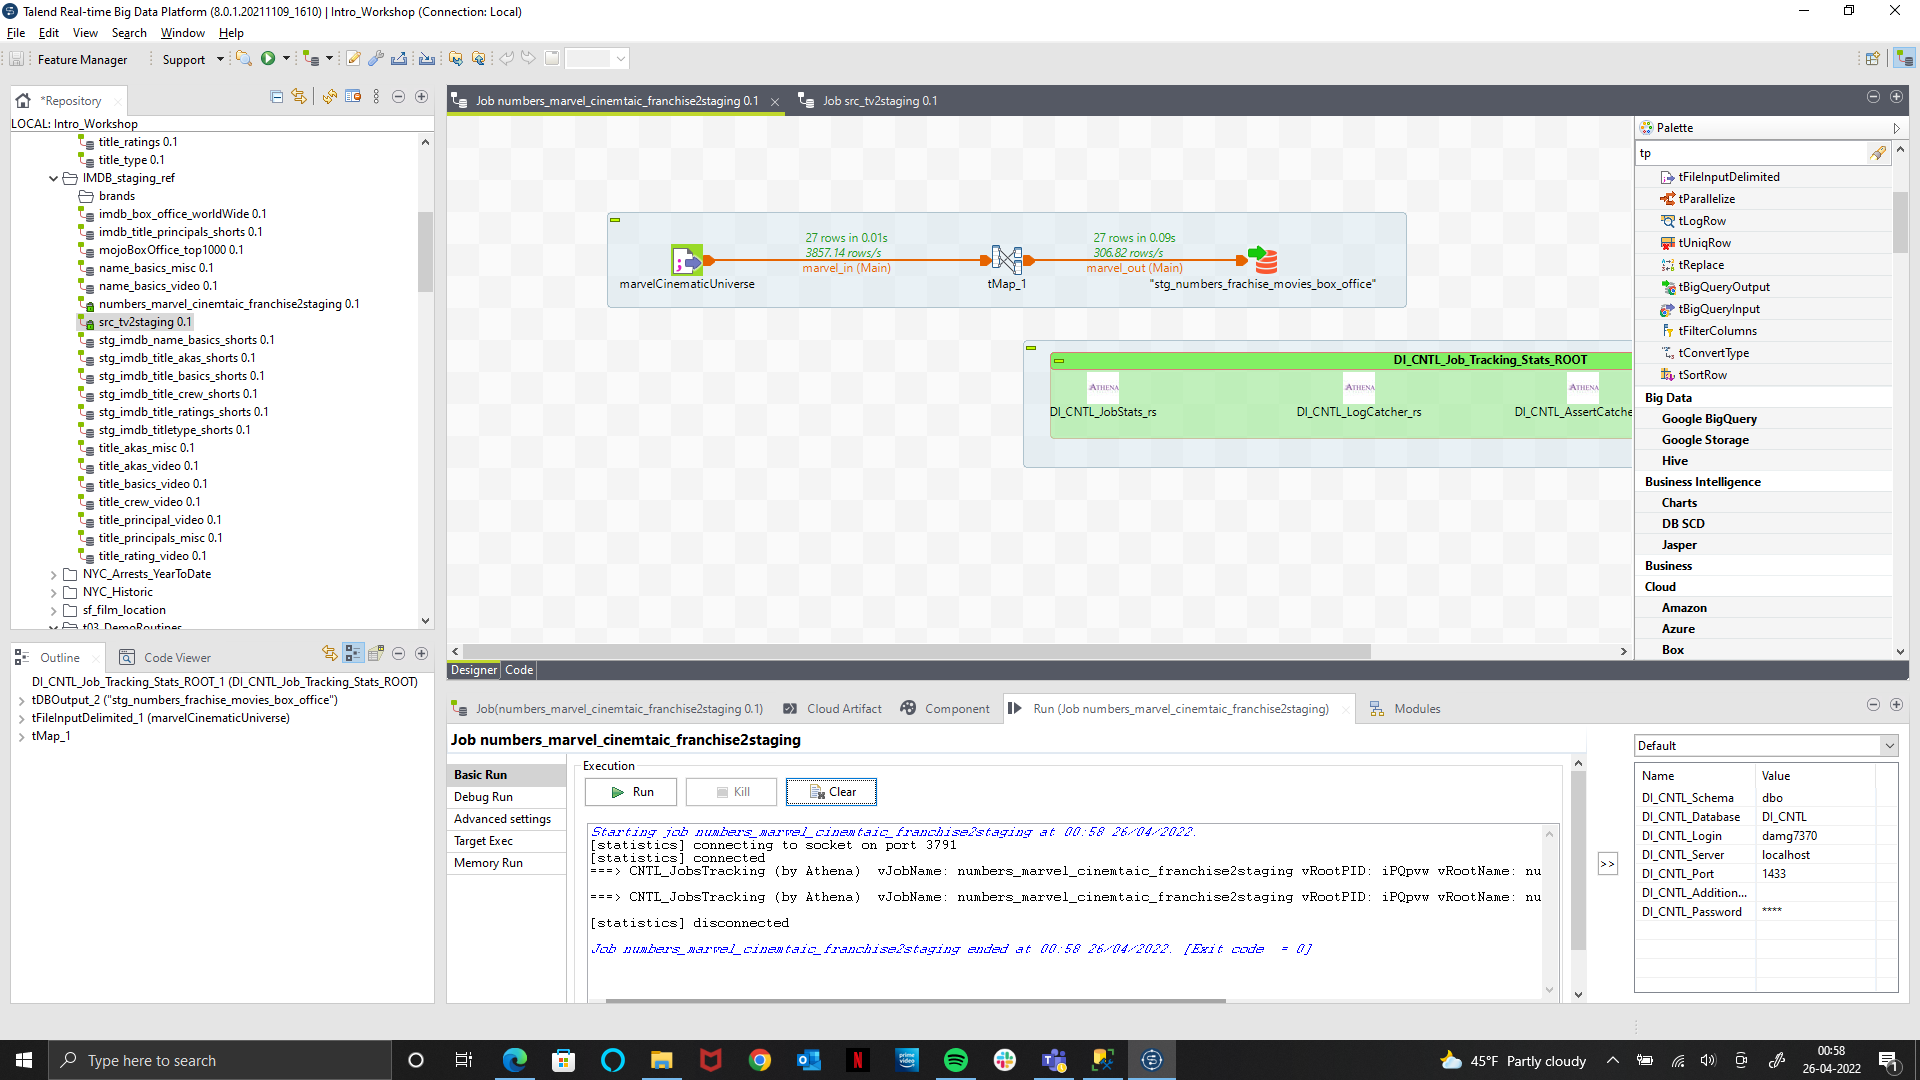 Talend Real-time Big Data Platform (8.0.1.20211109_1610) | Intro_Workshop (Connection: Local)
File Edit View Search Window Help
Feature Manager Support
*Repository
LOCAL: Intro_Workshop
title_ratings 0.1
title_type 0.1
IMDB_staging_ref
brands
imdb_box_office_worldWide 0.1
imdb_title_principals_shorts 0.1
mojoBoxOffice_top1000 0.1
name_basics_misc 0.1
name_basics_video 0.1
numbers_marvel_cinemtaic_franchise2staging 0.1
src_tv2staging 0.1
stg_imdb_name_basics_shorts 0.1
stg_imdb_title_akas_shorts 0.1
stg_imdb_title_basics_shorts 0.1
stg_imdb_title_crew_shorts 0.1
stg_imdb_title_ratings_shorts 0.1
stg_imdb_titletype_shorts 0.1
title_akas_misc 0.1
title_akas_video 0.1
title_basics_video 0.1
title_crew_video 0.1
title_principal_video 0.1
title_principals_misc 0.1
title_rating_video 0.1
NYC_Arrests_YearToDate
NYC_Historic
sf_film_location
t03_DemoRoutines
Outline
Code Viewer
DI_CNTL_Job_Tracking_Stats_ROOT_1 (DI_CNTL_Job_Tracking_Stats_ROOT)
tDBOutput_2 ("stg_numbers_frachise_movies_box_office")
tFileInputDelimited_1 (marvelCinematicUniverse)
tMap_1
Job numbers_marvel_cinemtaic_franchise2staging 0.1
Job src_tv2staging 0.1
27 rows in 0.01s
3857.14 rows/s
marvel_in (Main)
27 rows in 0.09s
306.82 rows/s
marvel_out (Main)
marvelCinematicUniverse
tMap_1
"stg_numbers_frachise_movies_box_office"
DI_CNTL_Job_Tracking_Stats_ROOT
ATHENA
ATHENA
ATHENA
DI_CNTL_JobStats_rs
DI_CNTL_LogCatcher_rs
DI_CNTL_AssertCatche
Designer
Code
Palette
tp
tFileInputDelimited
tParallelize
tLogRow
tUniqRow
tReplace
tBigQueryOutput
tBigQueryInput
tFilterColumns
tConvertType
tSortRow
Big Data
Google BigQuery
Google Storage
Hive
Business Intelligence
Charts
DB SCD
Jasper
Business
Cloud
Amazon
Azure
Box
Job(numbers_marvel_cinemtaic_franchise2staging 0.1)
Cloud Artifact
Component
Run (Job numbers_marvel_cinemtaic_franchise2staging)
Modules
Job numbers_marvel_cinemtaic_franchise2staging
Basic Run
Debug Run
Advanced settings
Target Exec
Memory Run
Execution
Run
Kill
Clear
Starting job numbers_marvel_cinemtaic_franchise2staging at 00:58 26/04/2022.
[statistics] connecting to socket on port 3791
[statistics] connected
===> CNTL_JobsTracking (by Athena) vJobName: numbers_marvel_cinemtaic_franchise2staging vRootPID: iPQpvw vRootName: nu
===> CNTL_JobsTracking (by Athena) vJobName: numbers_marvel_cinemtaic_franchise2staging vRootPID: iPQpvw vRootName: nu
[statistics] disconnected
Job numbers_marvel_cinemtaic_franchise2staging ended at 00:58 26/04/2022. [Exit code = 0]
>>
Default
Name Value
DI_CNTL_Schema dbo
DI_CNTL_Database DI_CNTL
DI_CNTL_Login damg7370
DI_CNTL_Server localhost
DI_CNTL_Port 1433
DI_CNTL_Addition...
DI_CNTL_Password ****
Type here to search
prime video
45°F Partly cloudy
00:58
26-04-2022
1